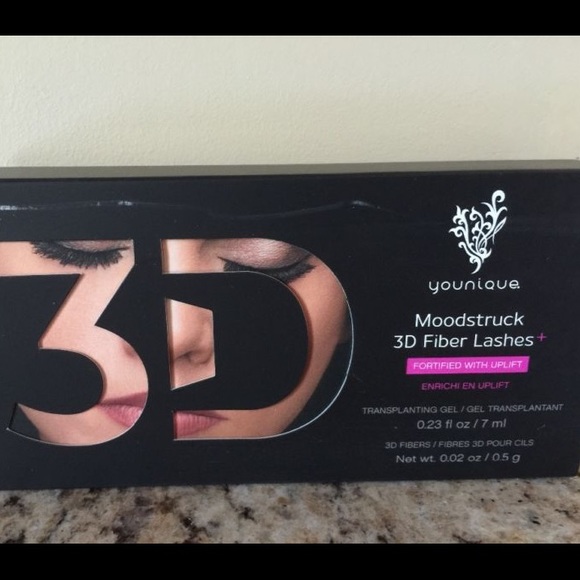 3D
younique
Moodstruck
3D Fiber Lashes+
FORTIFIED WITH UPLIFT
ENRICHI EN UPLIFT
TRANSPLANTING GEL / GEL TRANSPLANTANT
0.23 fl oz / 7 ml
3D FIBERS / FIBRES 3D POUR CILS
Net wt. 0.02 oz / 0.5 g